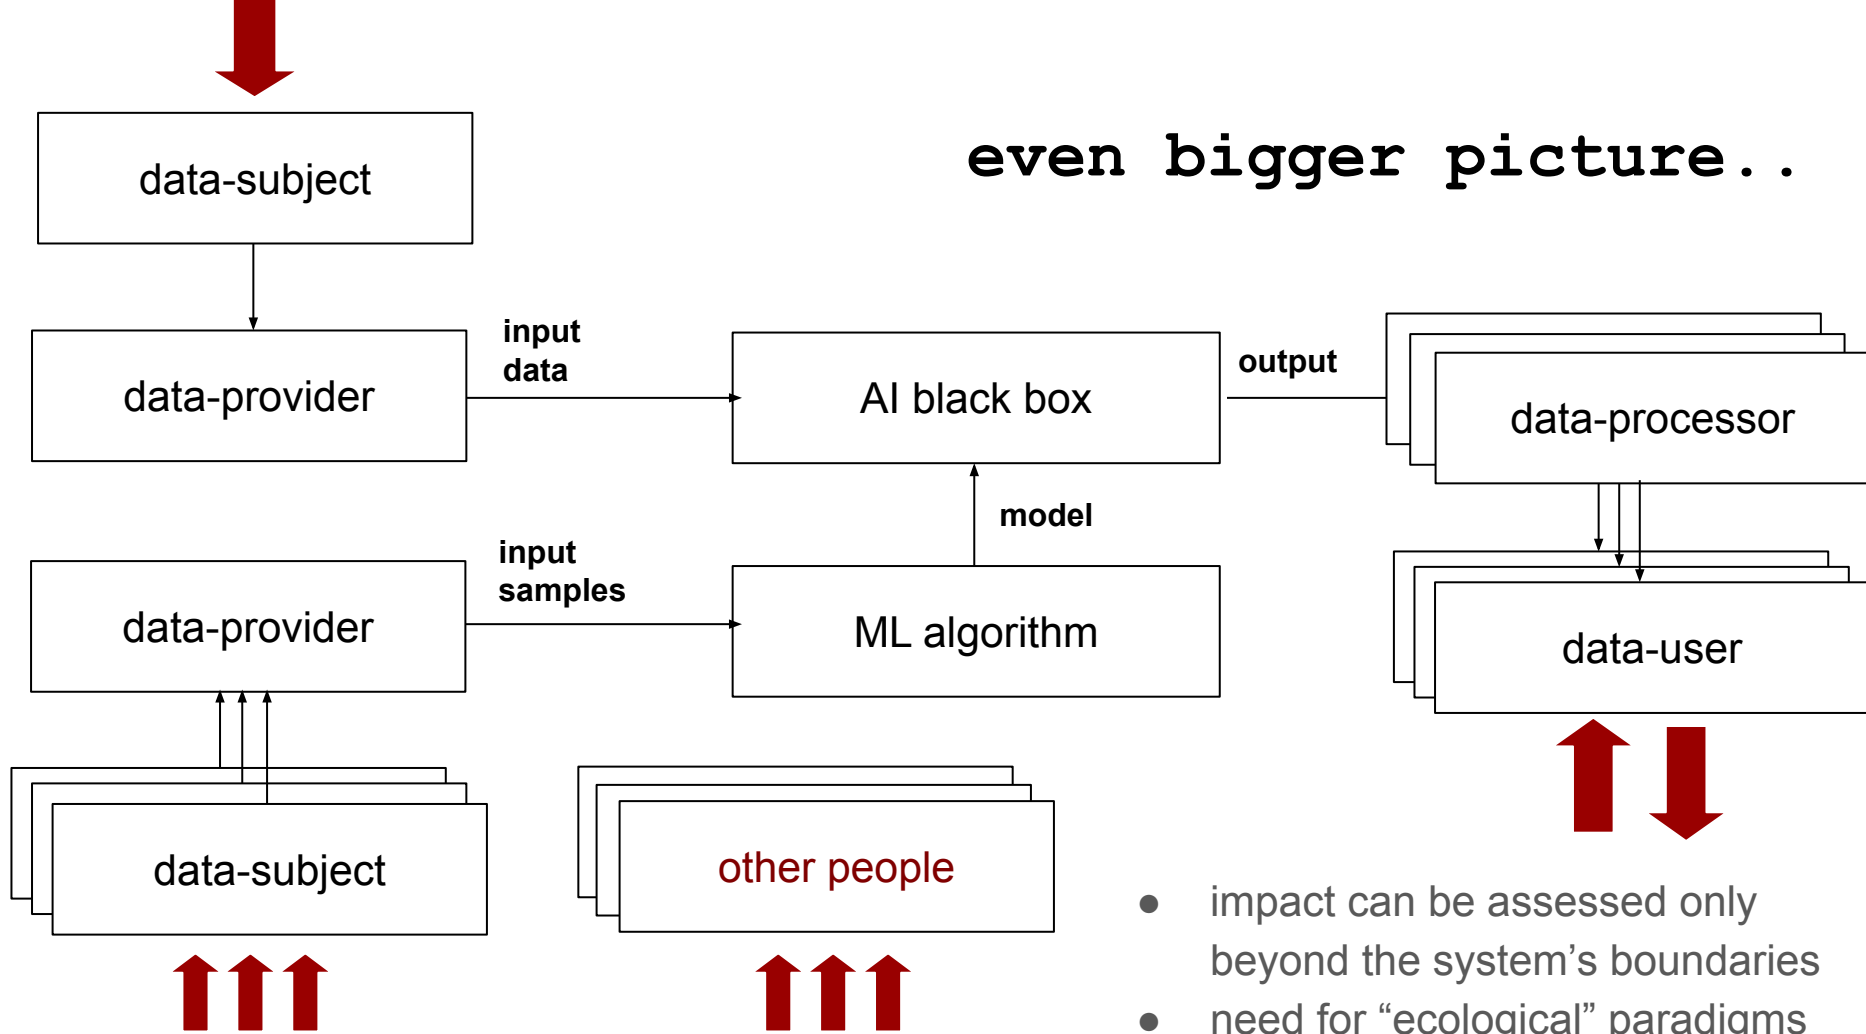 even bigger picture..
data-subject
data-provider
input
data
AI black box
output
data-processor
model
data-provider
input
samples
ML algorithm
data-user
data-subject
other people
● impact can be assessed only
beyond the system’s boundaries
● need for “ecological” paradigms